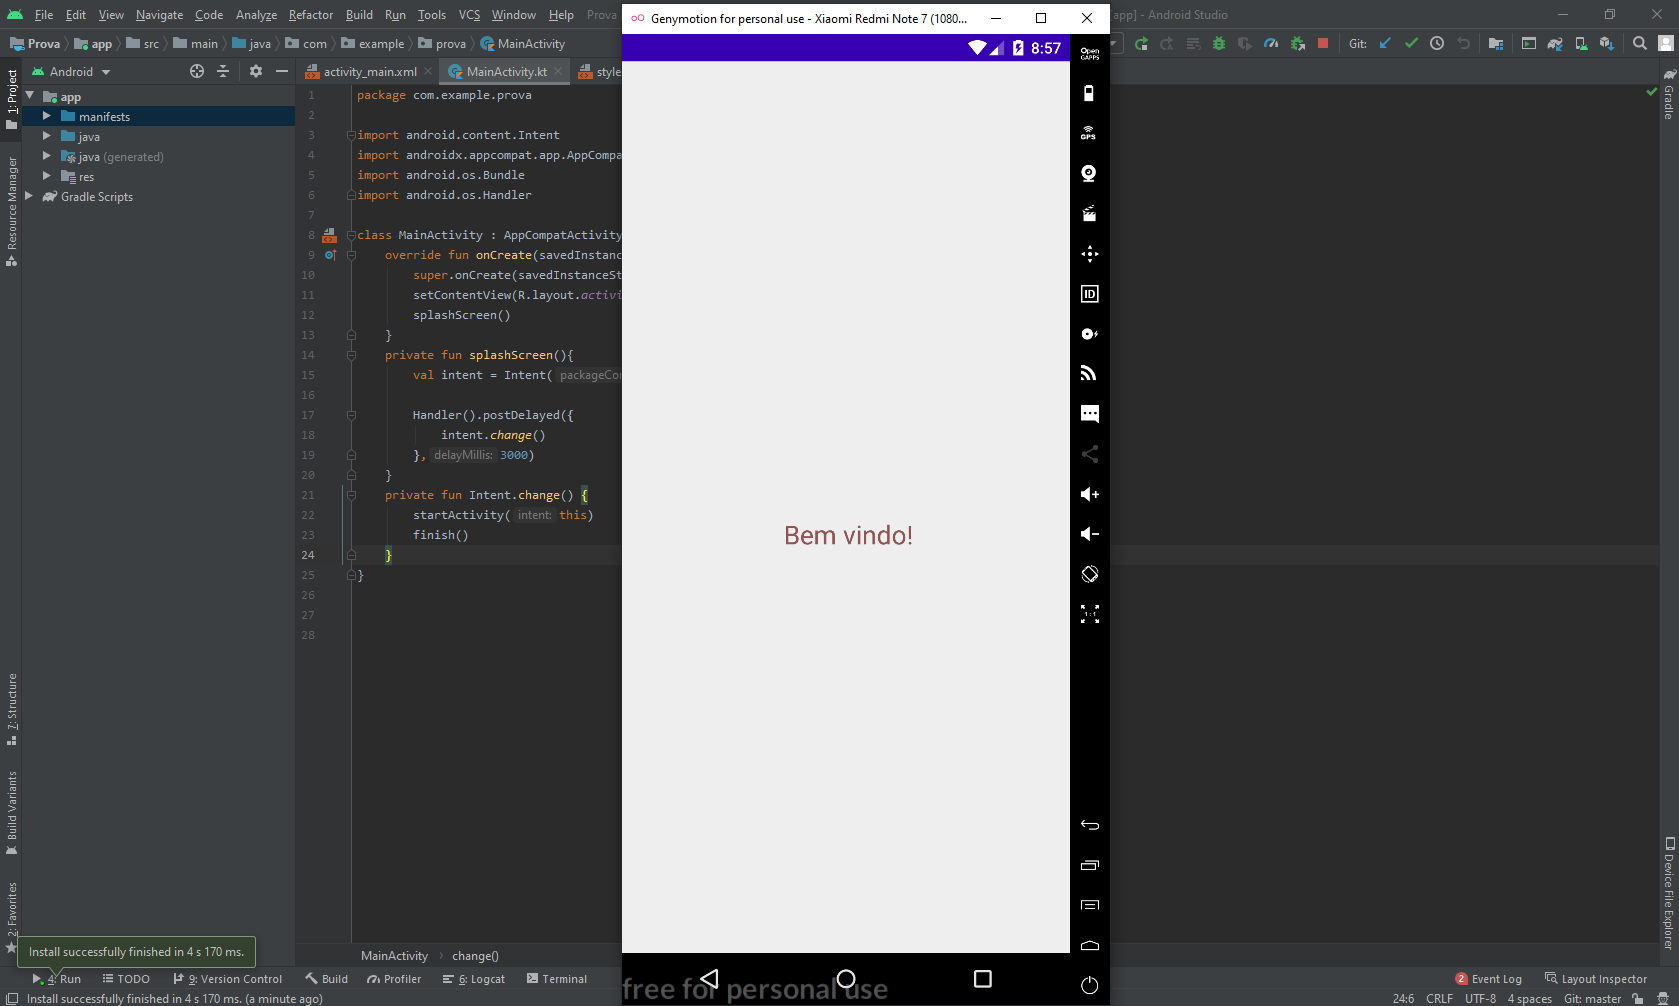 File Edit View Navigate Code Analyze Refactor Build Run Tools VCS Window Help Prova
Genymotion for personal use - Xiaomi Redmi Note 7 (1080...
app] - Android Studio
Prova app src main java com example prova MainActivity
8:57
Open GAPPS
Git:
Android
activity_main.xml MainActivity.kt style
1: Project
Gradle
app
manifests
java
java (generated)
res
Gradle Scripts
Resource Manager
7: Structure
Build Variants
2: Favorites
1 package com.example.prova
2
3 import android.content.Intent
4 import androidx.appcompat.app.AppCompa
5 import android.os.Bundle
6 import android.os.Handler
7
8 class MainActivity : AppCompatActivity
9 override fun onCreate(savedInstanc
10 super.onCreate(savedInstanceSt
11 setContentView(R.layout.activi
12 splashScreen()
13 }
14 private fun splashScreen(){
15 val intent = Intent( packageCon
16
17 Handler().postDelayed({
18 intent.change()
19 }, delayMillis: 3000)
20 }
21 private fun Intent.change() {
22 startActivity( intent: this)
23 finish()
24 }
25 }
26
27
28
GPS
ID
1:1
Bem vindo!
free for personal use
Device File Explorer
Install successfully finished in 4 s 170 ms.
MainActivity change()
4: Run TODO 9: Version Control Build Profiler 6: Logcat Terminal
2 Event Log Layout Inspector
Install successfully finished in 4 s 170 ms. (a minute ago)
24:6 CRLF UTF-8 4 spaces Git: master